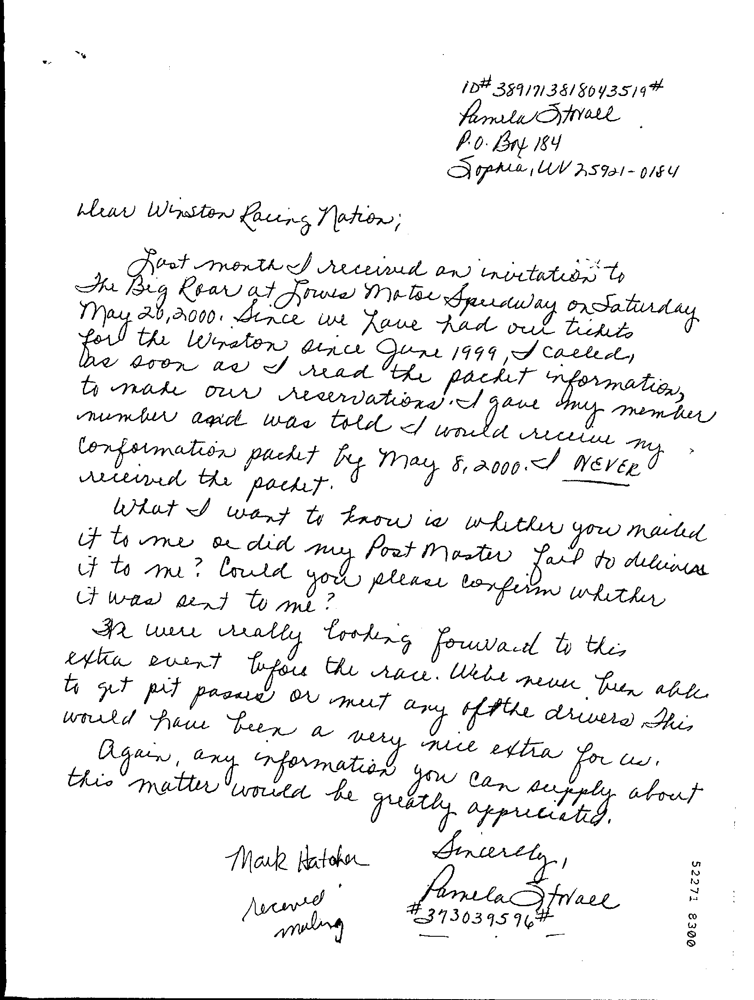 ID# 3891713818043519#
Pamela Stovall
P.O. Box 184
Sophia, WV 25921-0184
Dear Winston Racing Nation;
Last month I received an invitation to
The Big Roar at Lowes Motor Speedway on Saturday
May 20, 2000. Since we have had our tickets
for the Winston since June 1999, I called,
as soon as I read the packet information,
to make our reservations. I gave my member
number and was told I would receive my
conformation packet by May 8, 2000. I NEVER
received the packet.
What I want to know is whether you mailed
it to me or did my Post Master fail to deliver
it to me? Could you please confirm whether
it was sent to me?
We were really looking forward to this
extra event before the race. We've never been able
to get pit passes or meet any of the drivers. This
would have been a very nice extra for us.
Again, any information you can supply about
this matter would be greatly appreciated.
Sincerely,
Mark Hatcher
Pamela Stovall
#373039596#
received
mailing
52271 8300